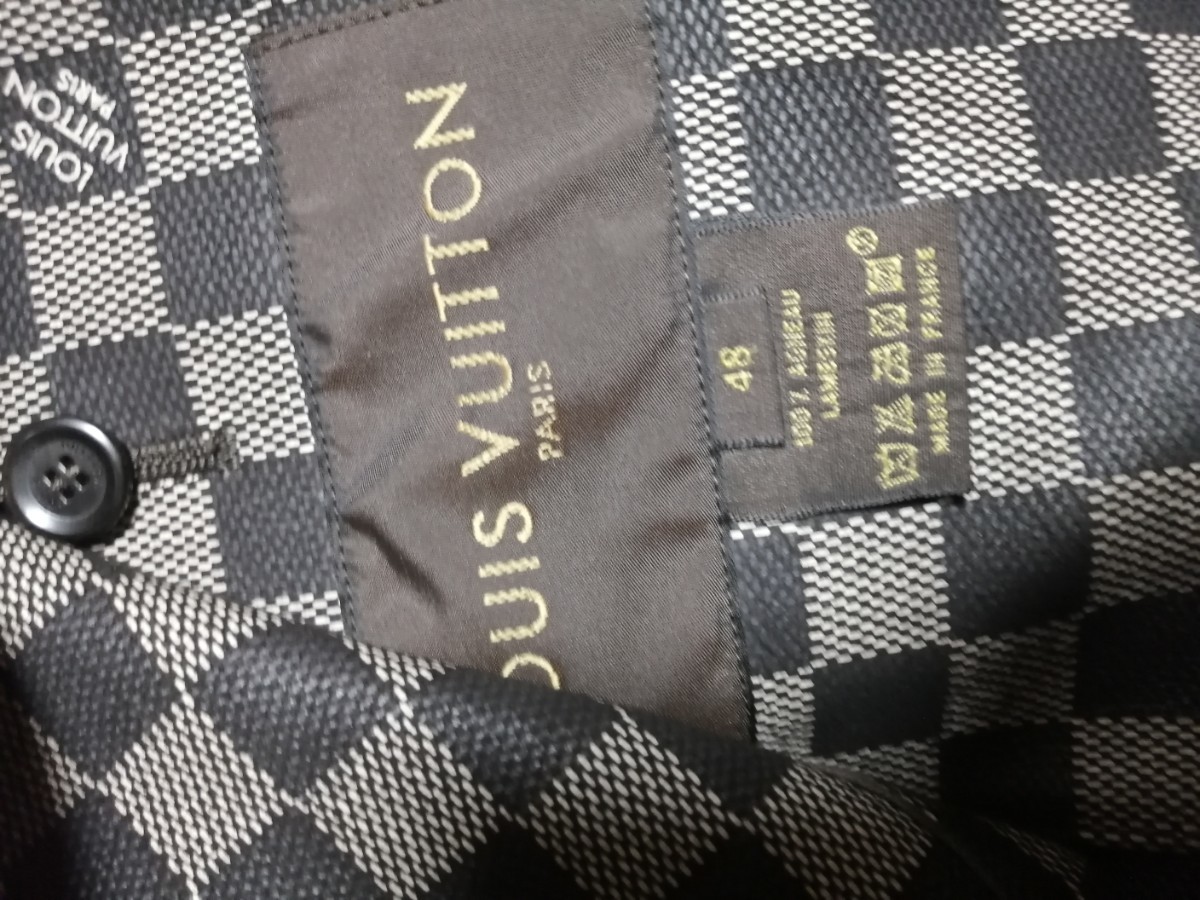 LOUIS
VUITTON
PARIS
OUIS VUITTON
PARIS
48
100% AGNEAU
LAMBSKIN
MADE IN FRANCE